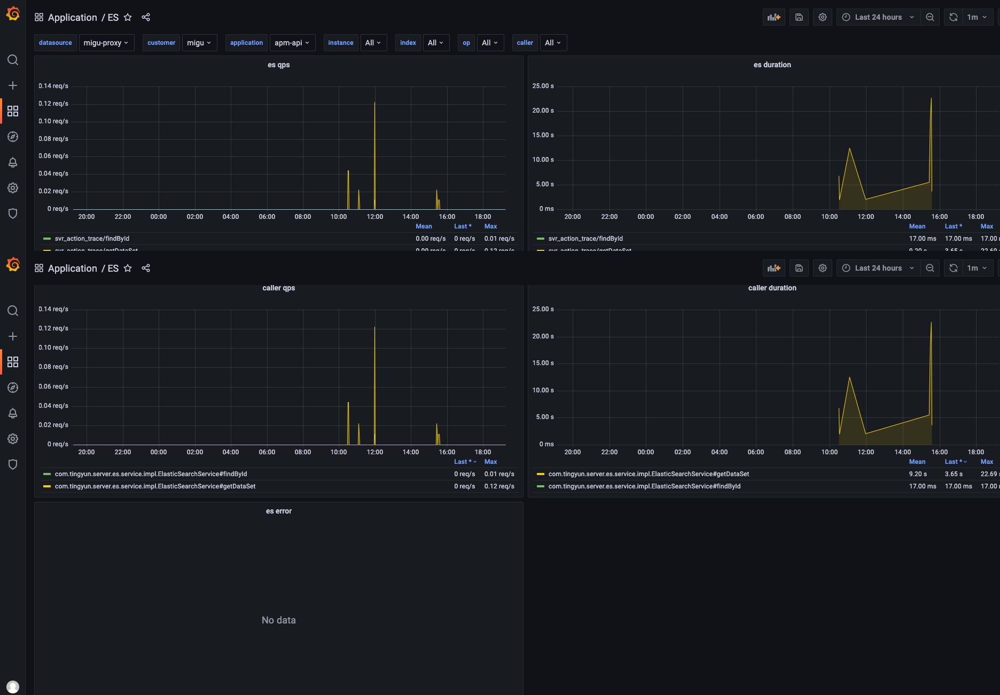 Application / ES
Last 24 hours
1m
datasource migu-proxy customer migu application apm-api instance All index All op All caller All
es qps
0.14 req/s
0.12 req/s
0.10 req/s
0.08 req/s
0.06 req/s
0.04 req/s
0.02 req/s
0 req/s
20:00 22:00 00:00 02:00 04:00 06:00 08:00 10:00 12:00 14:00 16:00 18:00
Mean Last * Max
svr_action_trace/findById 0.00 req/s 0 req/s 0.01 req/s
svr_action_trace/getDataSet 0.00 req/s 0 req/s 0.12 req/s
es duration
25.00 s
20.00 s
15.00 s
10.00 s
5.00 s
0 ms
20:00 22:00 00:00 02:00 04:00 06:00 08:00 10:00 12:00 14:00 16:00 18:00
Mean Last * Max
svr_action_trace/findById 17.00 ms 17.00 ms 17.00
svr_action_trace/getDataSet 9.20 s 3.65 s 22.69
Application / ES
Last 24 hours
1m
caller qps
0.14 req/s
0.12 req/s
0.10 req/s
0.08 req/s
0.06 req/s
0.04 req/s
0.02 req/s
0 req/s
20:00 22:00 00:00 02:00 04:00 06:00 08:00 10:00 12:00 14:00 16:00 18:00
Last * Max
com.tingyun.server.es.service.impl.ElasticSearchService#findById 0 req/s 0.01 req/s
com.tingyun.server.es.service.impl.ElasticSearchService#getDataSet 0 req/s 0.12 req/s
caller duration
25.00 s
20.00 s
15.00 s
10.00 s
5.00 s
0 ms
20:00 22:00 00:00 02:00 04:00 06:00 08:00 10:00 12:00 14:00 16:00 18:00
Mean Last * Max
com.tingyun.server.es.service.impl.ElasticSearchService#getDataSet 9.20 s 3.65 s 22.69
com.tingyun.server.es.service.impl.ElasticSearchService#findById 17.00 ms 17.00 ms 17.00
es error
No data